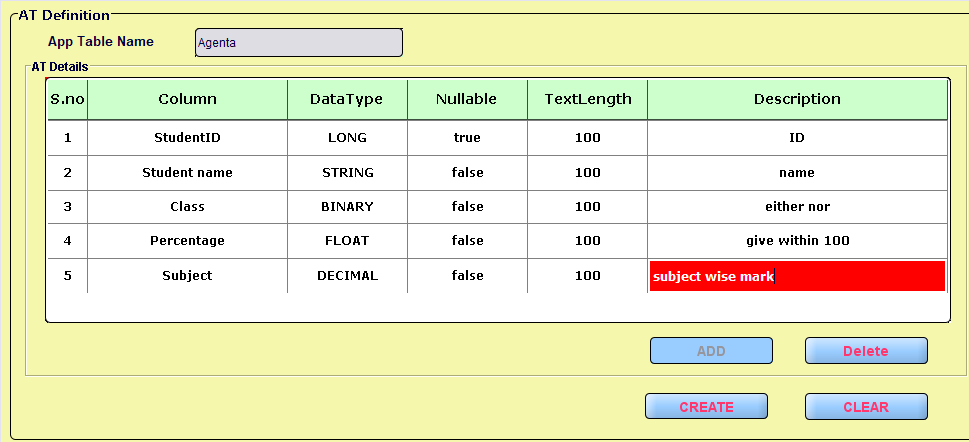 AT Definition
App Table Name Agenta
AT Details
S.no Column DataType Nullable TextLength Description
1 StudentID LONG true 100 ID
2 Student name STRING false 100 name
3 Class BINARY false 100 either nor
4 Percentage FLOAT false 100 give within 100
5 Subject DECIMAL false 100 subject wise mark
ADD Delete
CREATE CLEAR